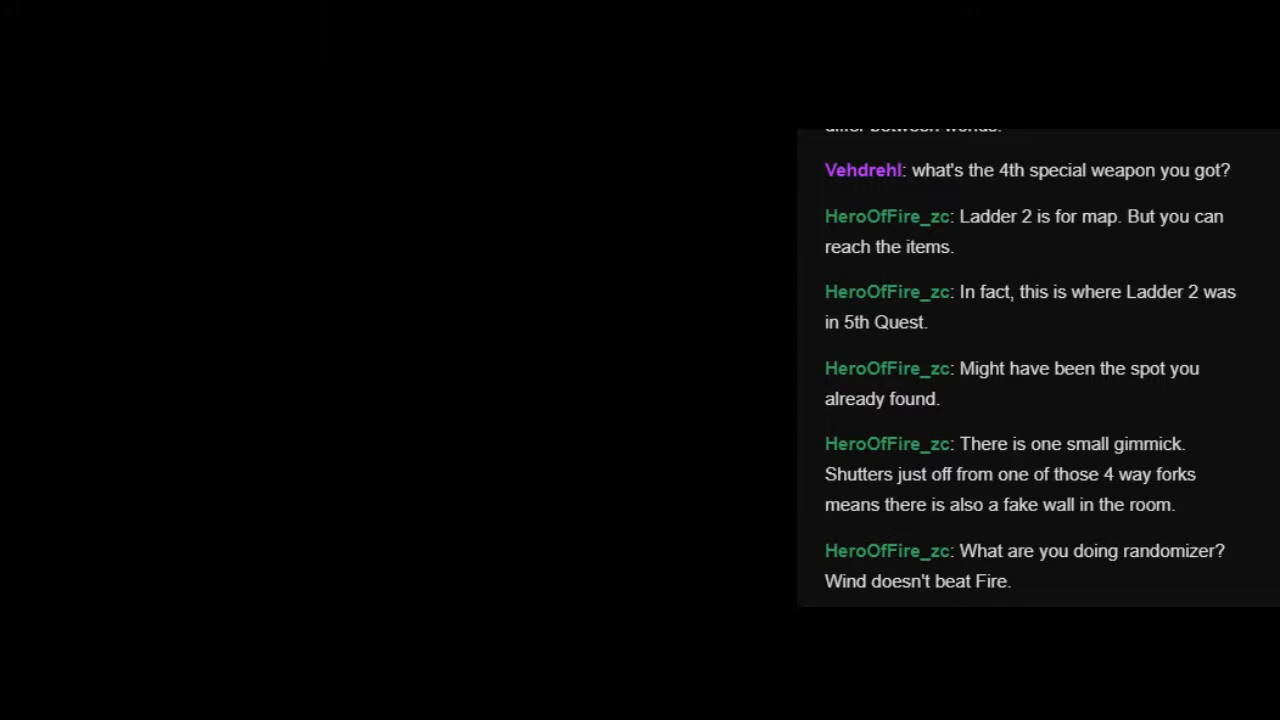 differ between worlds.
Vehdrehl: what's the 4th special weapon you got?
HeroOfFire_zc: Ladder 2 is for map. But you can
reach the items.
HeroOfFire_zc: In fact, this is where Ladder 2 was
in 5th Quest.
HeroOfFire_zc: Might have been the spot you
already found.
HeroOfFire_zc: There is one small gimmick.
Shutters just off from one of those 4 way forks
means there is also a fake wall in the room.
HeroOfFire_zc: What are you doing randomizer?
Wind doesn't beat Fire.